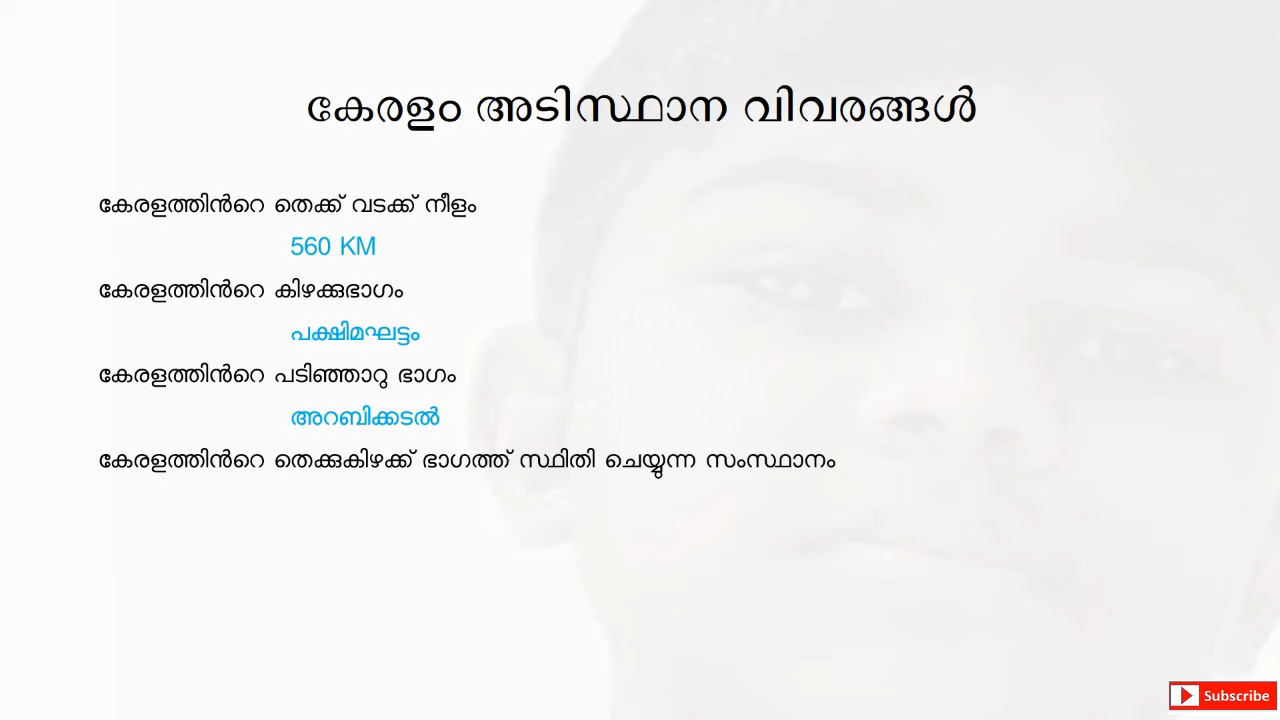 കേരളം അടിസ്ഥാന വിവരങ്ങൾ
കേരളത്തിൻറെ തെക്ക് വടക്ക് നീളം
560 KM
കേരളത്തിൻറെ കിഴക്കുഭാഗം
പക്ഷിമഘട്ടം
കേരളത്തിൻറെ പടിഞ്ഞാറു ഭാഗം
അറബിക്കടൽ
കേരളത്തിൻറെ തെക്കുകിഴക്ക് ഭാഗത്ത് സ്ഥിതി ചെയ്യുന്ന സംസ്ഥാനം
Subscribe